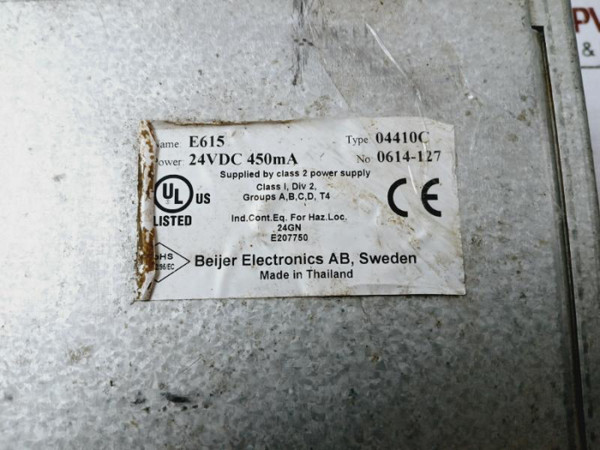 Name: E615 Type: 04410C
Power: 24VDC 450mA No: 0614-127
Supplied by class 2 power supply
Class I, Div 2,
Groups A,B,C,D, T4
UL US
LISTED
CE
Ind.Cont.Eq. For Haz.Loc.
24GN
E207750
Beijer Electronics AB, Sweden
Made in Thailand